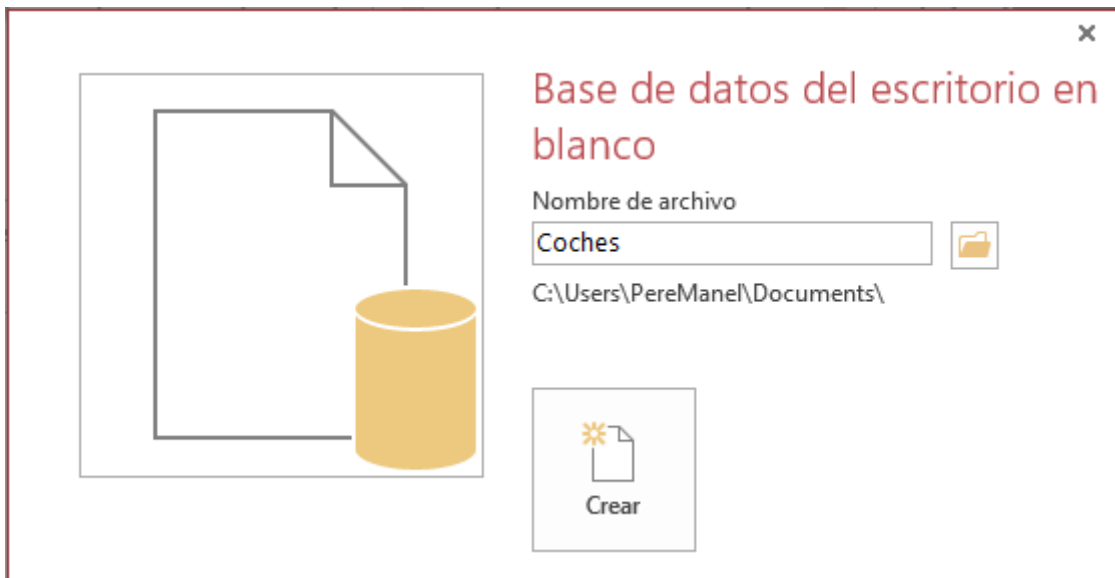 Base de datos del escritorio en
blanco
Nombre de archivo
Coches
C:\Users\PereManel\Documents\
Crear